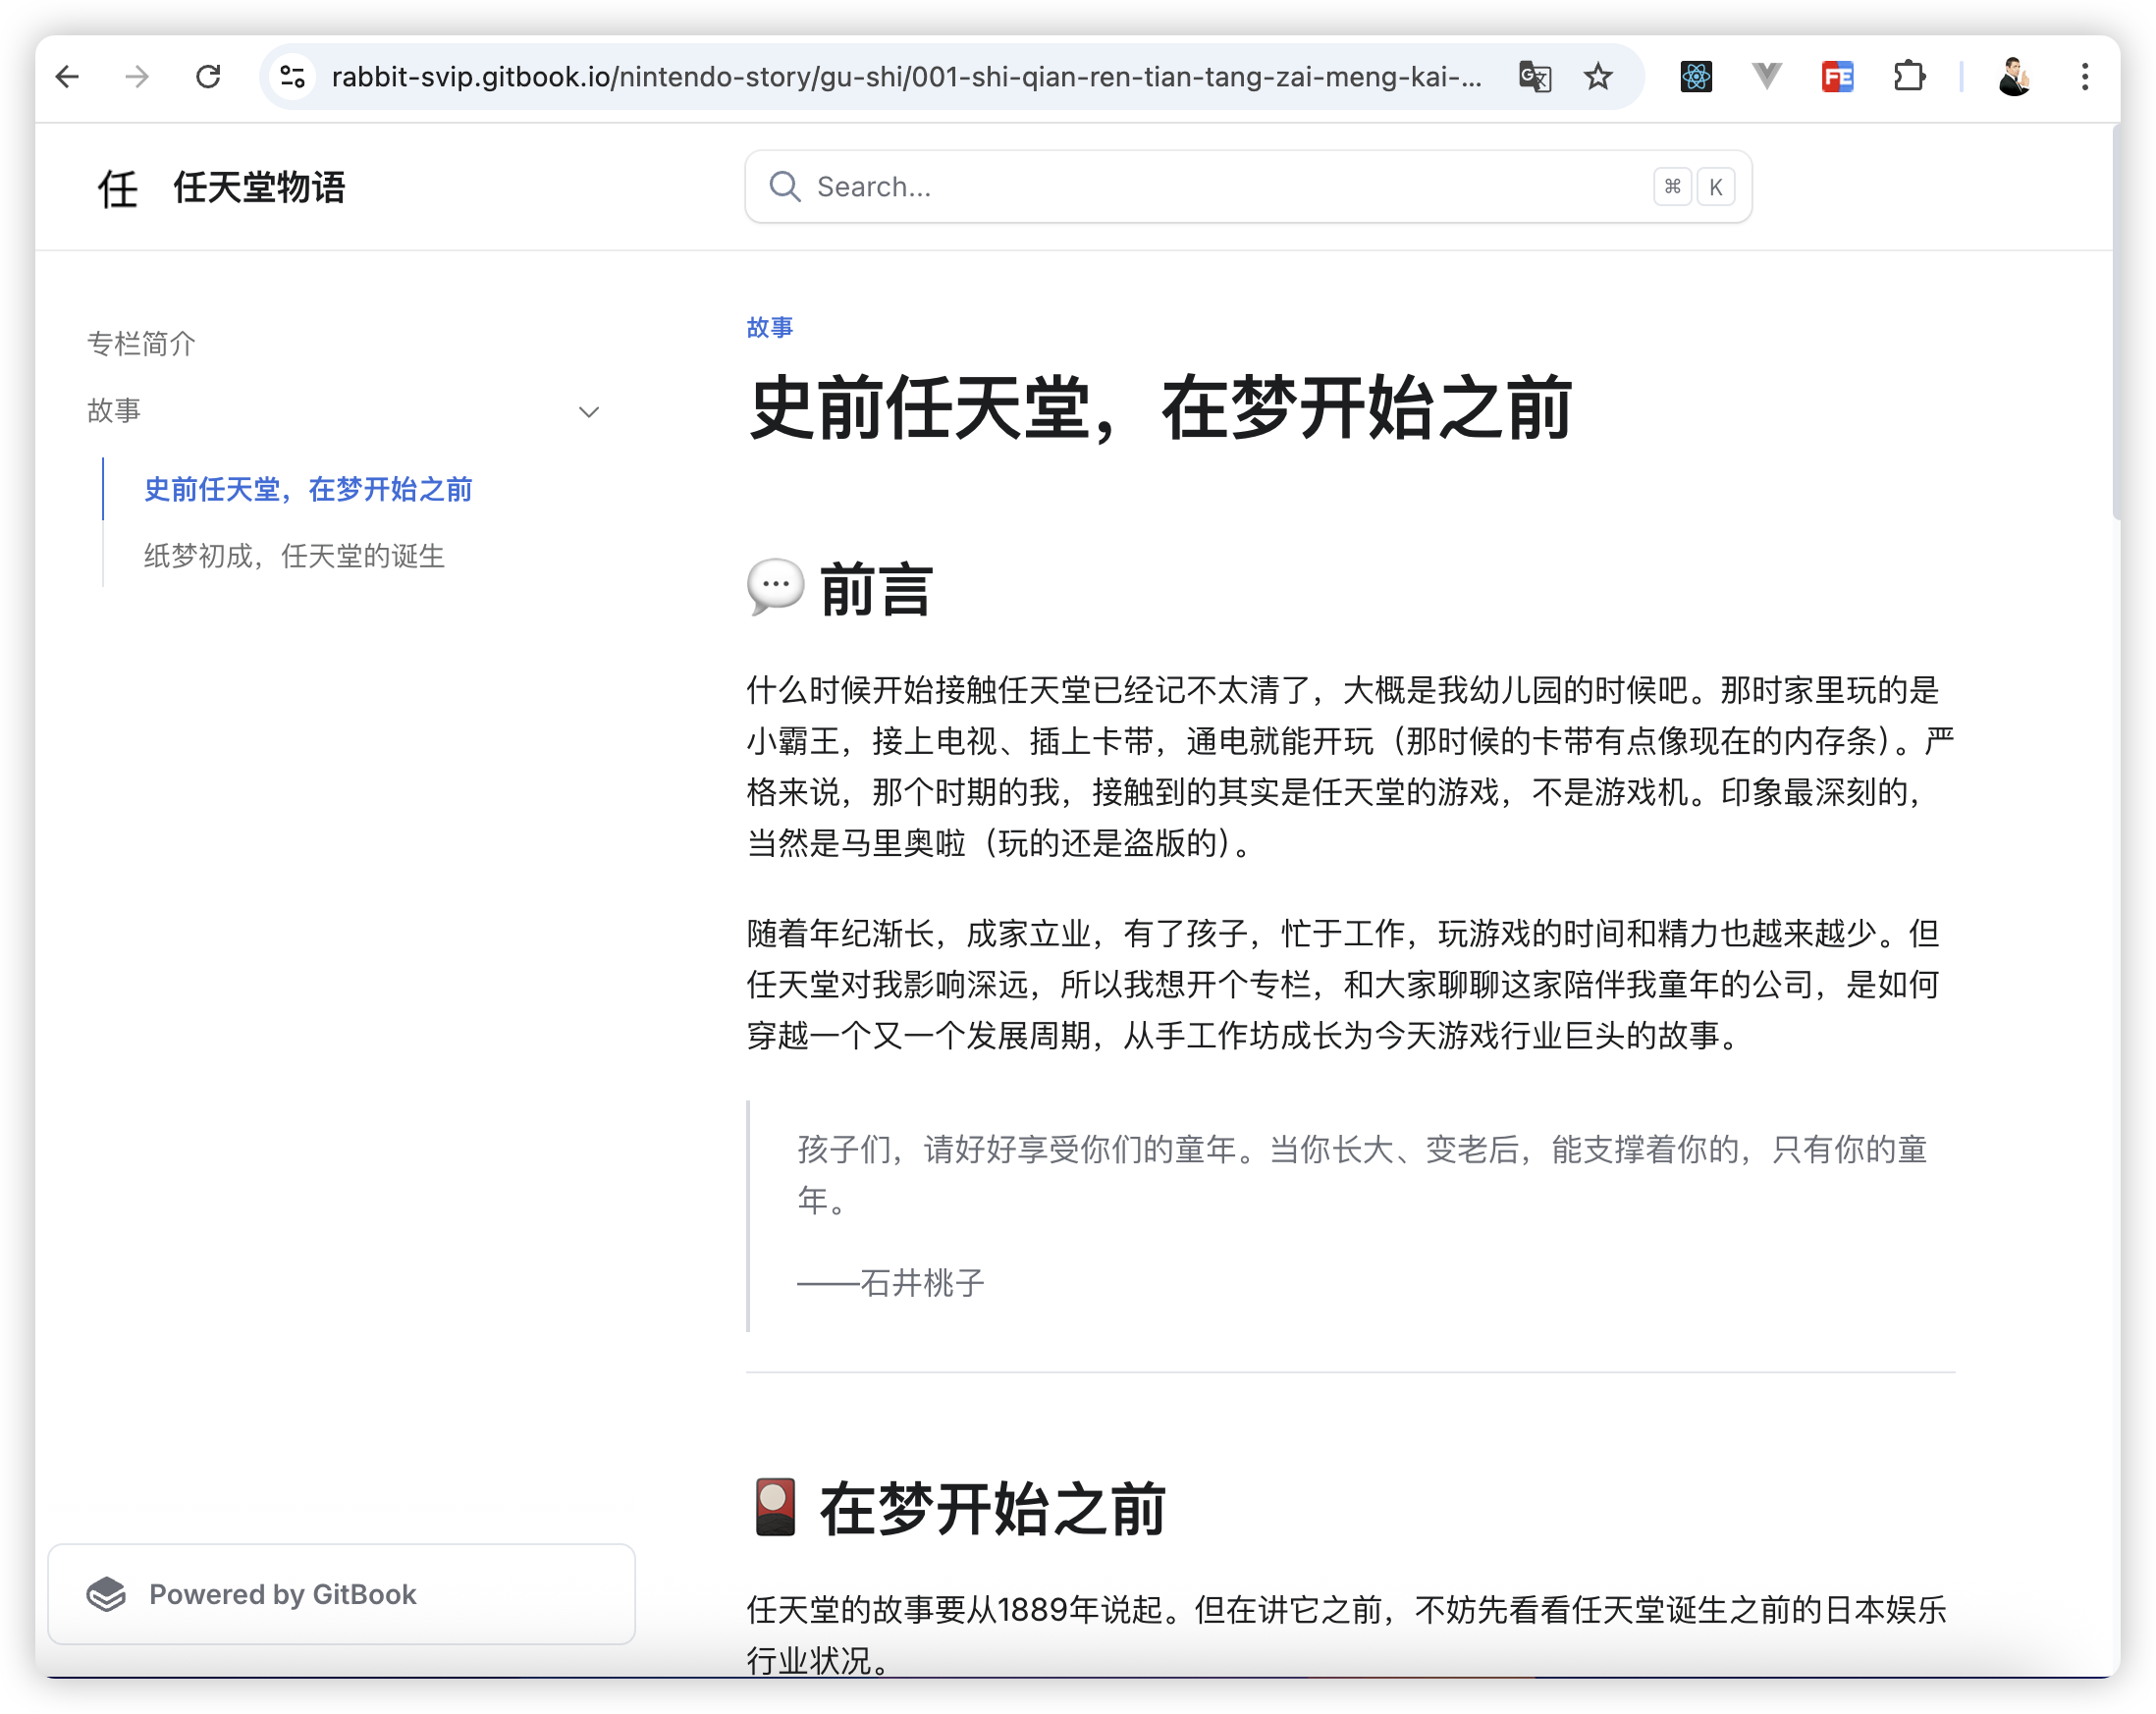 rabbit-svip.gitbook.io/nintendo-story/gu-shi/001-shi-qian-ren-tian-tang-zai-meng-kai-...
FE
任 任天堂物语
Search...
⌘ K
专栏简介
故事
史前任天堂，在梦开始之前
纸梦初成，任天堂的诞生
Powered by GitBook
故事
史前任天堂，在梦开始之前
💬 前言
什么时候开始接触任天堂已经记不太清了，大概是我幼儿园的时候吧。那时家里玩的是
小霸王，接上电视、插上卡带，通电就能开玩（那时候的卡带有点像现在的内存条）。严
格来说，那个时期的我，接触到的其实是任天堂的游戏，不是游戏机。印象最深刻的，
当然是马里奥啦（玩的还是盗版的）。
随着年纪渐长，成家立业，有了孩子，忙于工作，玩游戏的时间和精力也越来越少。但
任天堂对我影响深远，所以我想开个专栏，和大家聊聊这家陪伴我童年的公司，是如何
穿越一个又一个发展周期，从手工作坊成长为今天游戏行业巨头的故事。
孩子们，请好好享受你们的童年。当你长大、变老后，能支撑着你的，只有你的童
年。
——石井桃子
🎴 在梦开始之前
任天堂的故事要从1889年说起。但在讲它之前，不妨先看看任天堂诞生之前的日本娱乐
行业状况。